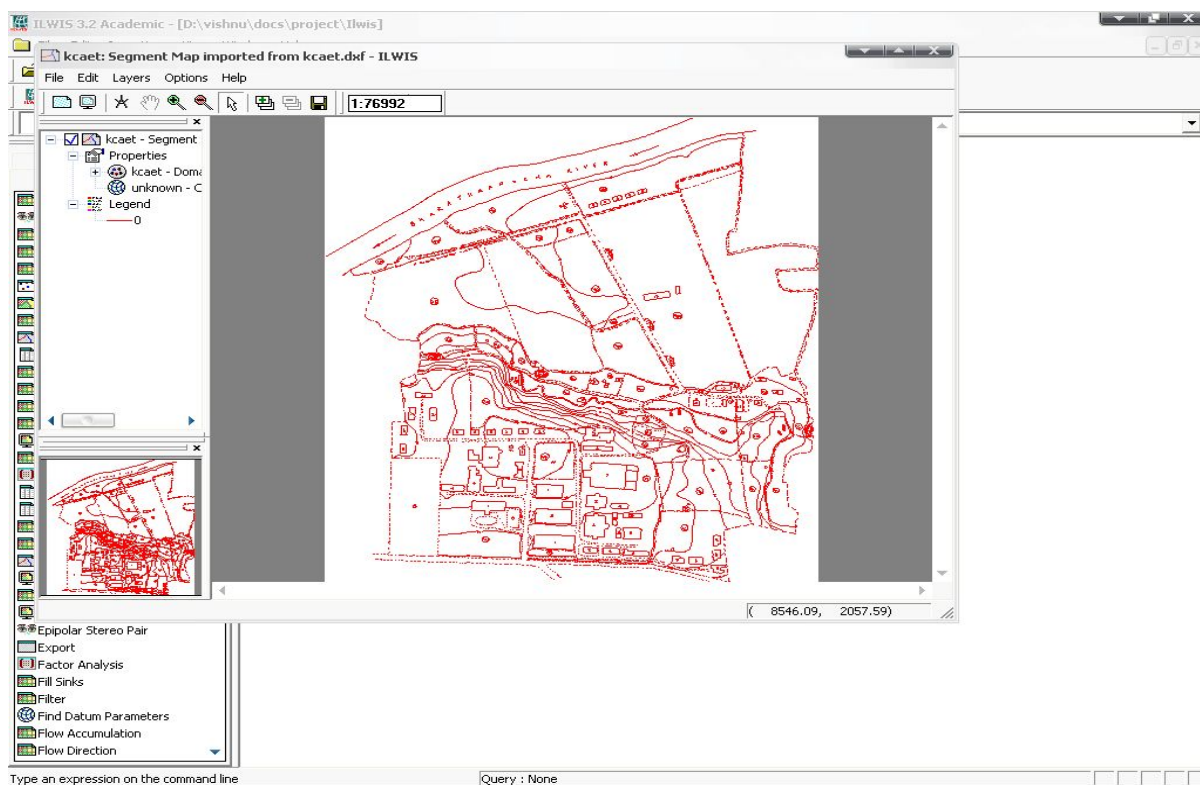 ILWIS 3.2 Academic - [D:\vishnu\docs\project\Ilwis]
kcaet: Segment Map imported from kcaet.dxf - ILWIS
File Edit Layers Options Help
1:76992
kcaet - Segment
Properties
kcaet - Doma
unknown - C
Legend
0
RIVER
( 8546.09, 2057.59)
Epipolar Stereo Pair
Export
Factor Analysis
Fill Sinks
Filter
Find Datum Parameters
Flow Accumulation
Flow Direction
Type an expression on the command line
Query : None